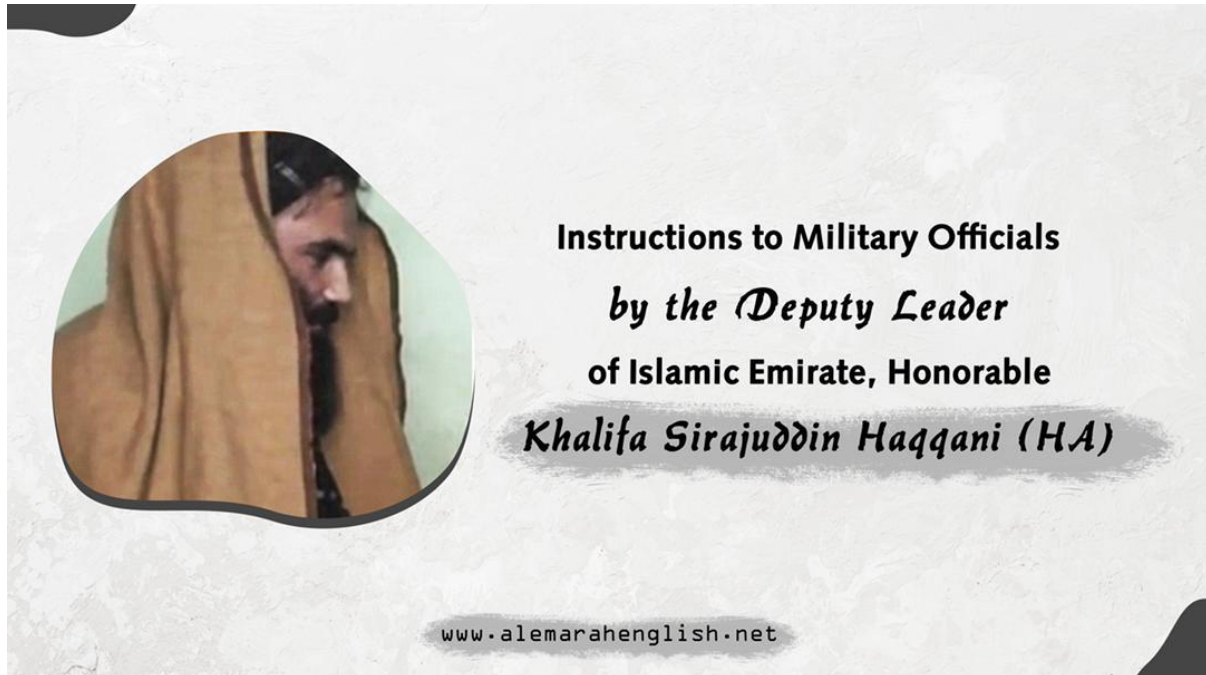 Instructions to Military Officials
by the Deputy Leader
of Islamic Emirate, Honorable
Khalifa Sirajuddin Haqqani (HA)
www.alemarahenglish.net